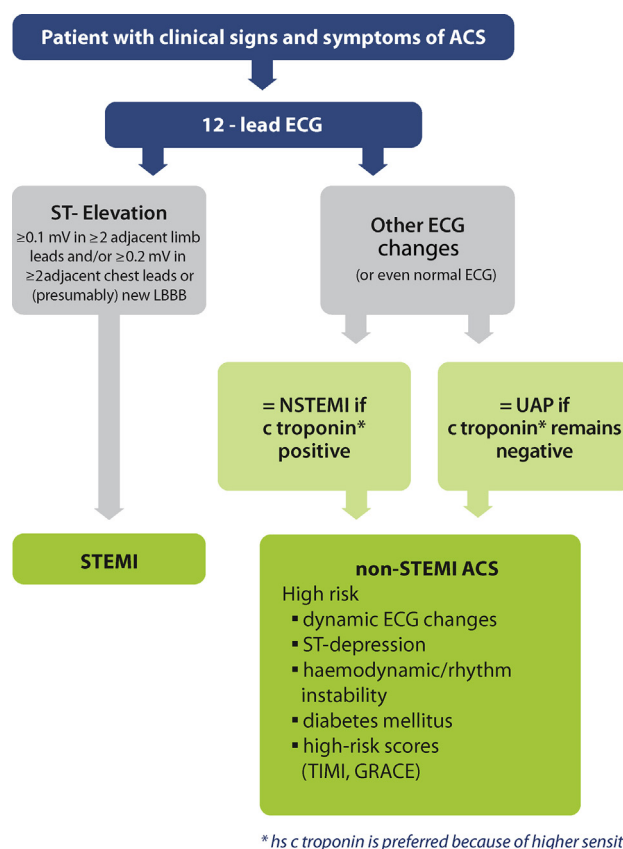 Patient with clinical signs and symptoms of ACS
12 - lead ECG
ST- Elevation
≥0.1 mV in ≥2 adjacent limb
leads and/or ≥0.2 mV in
≥2adjacent chest leads or
(presumably) new LBBB
Other ECG
changes
(or even normal ECG)
= NSTEMI if
c troponin*
positive
= UAP if
c troponin* remains
negative
STEMI
non-STEMI ACS
High risk
▪ dynamic ECG changes
▪ ST-depression
▪ haemodynamic/rhythm
instability
▪ diabetes mellitus
▪ high-risk scores
(TIMI, GRACE)
* hs c troponin is preferred because of higher